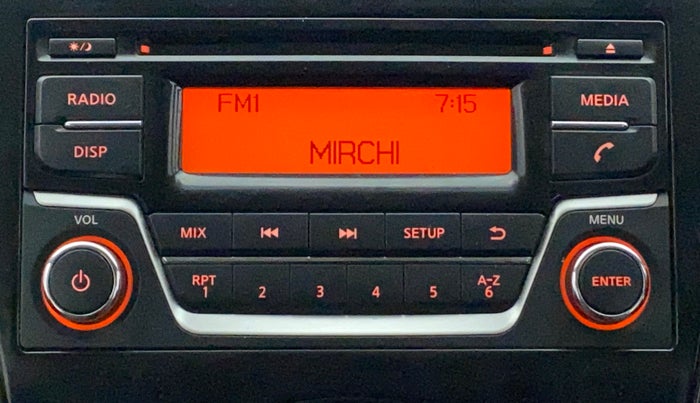 RADIO
FM1 7:15
MEDIA
DISP
MIRCHI
VOL
MENU
MIX
SETUP
ENTER
RPT
1 2 3 4 5
A-Z
6